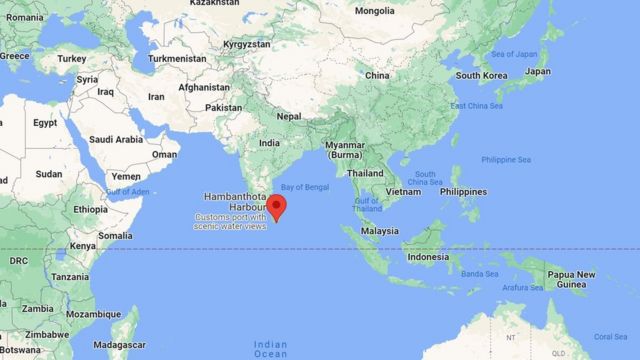 Romania
Kazakhstan
Mongolia
Kyrgyzstan
Sea of Japan
Greece
Turkey
Turkmenistan
South Korea
Japan
Syria
China
Iraq
Iran
Afghanistan
East China Sea
Pakistan
Egypt
Nepal
Saudi Arabia
Oman
India
Myanmar
(Burma)
Philippine Sea
Sudan
Yemen
Thailand
South
China Sea
Gulf of Aden
Bay of Bengal
Vietnam
Philippines
Hambanthota
Harbour
Customs port with
scenic water views
Gulf of
Thailand
Ethiopia
Somalia
Malaysia
Kenya
Indonesia
DRC
Tanzania
Banda Sea
Papua New
Guinea
Arafura Sea
Zambia
Mozambique
Zimbabwe
Madagascar
Botswana
Indian
Ocean
NT
QLD